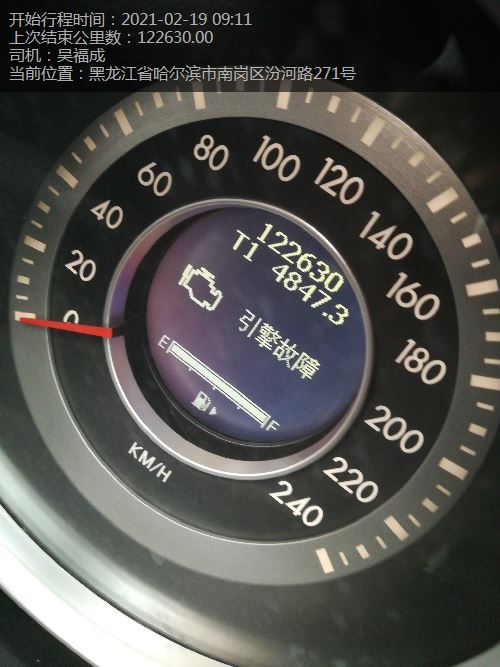 开始行程时间：2021-02-19 09:11
上次结束公里数：122630.00
司机：吴福成
当前位置：黑龙江省哈尔滨市南岗区汾河路271号
0
20
40
60
80
100
120
140
160
180
200
220
240
KM/H
122630
T1 4847.3
引擎故障
E
F